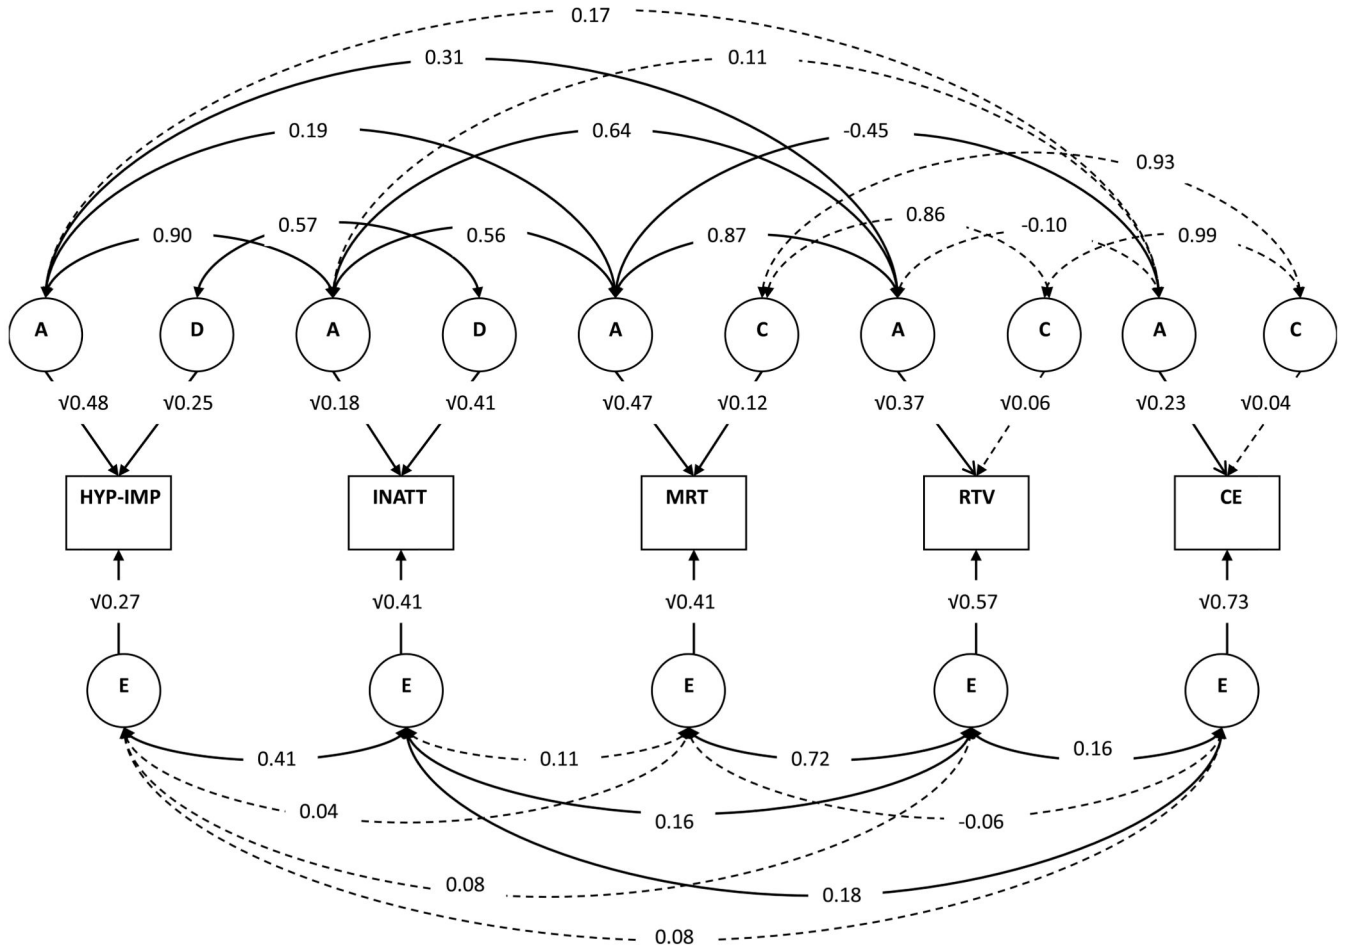 0.17
0.31
0.11
0.19
0.64
-0.45
0.93
0.90
0.57
0.56
0.87
0.86
-0.10
0.99
A D A D A C A C A C
√0.48 √0.25 √0.18 √0.41 √0.47 √0.12 √0.37 √0.06 √0.23 √0.04
HYP-IMP INATT MRT RTV CE
√0.27 √0.41 √0.41 √0.57 √0.73
E E E E E
0.41 0.11 0.72 0.16
0.04 0.16 -0.06
0.08 0.18
0.08